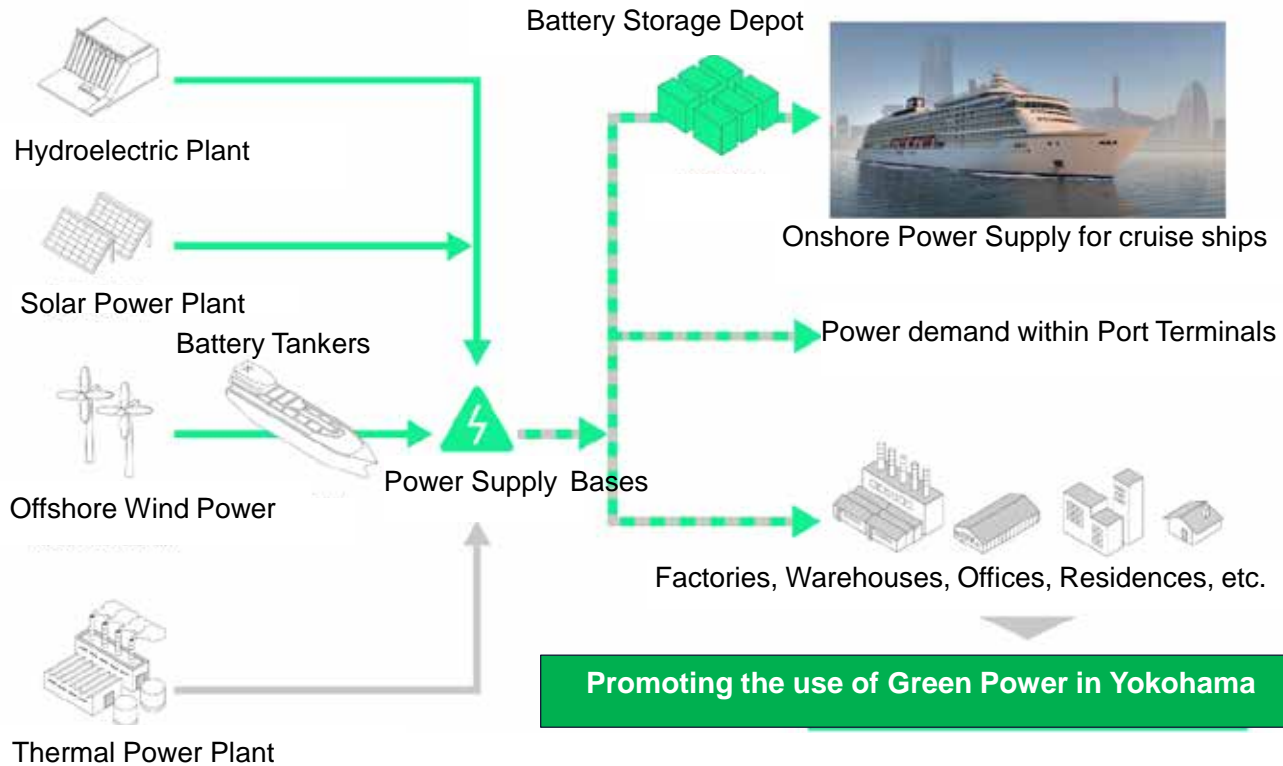 Battery Storage Depot
Hydroelectric Plant
Onshore Power Supply for cruise ships
Solar Power Plant
Battery Tankers
Power demand within Port Terminals
Power Supply Bases
Offshore Wind Power
Factories, Warehouses, Offices, Residences, etc.
Promoting the use of Green Power in Yokohama
Thermal Power Plant